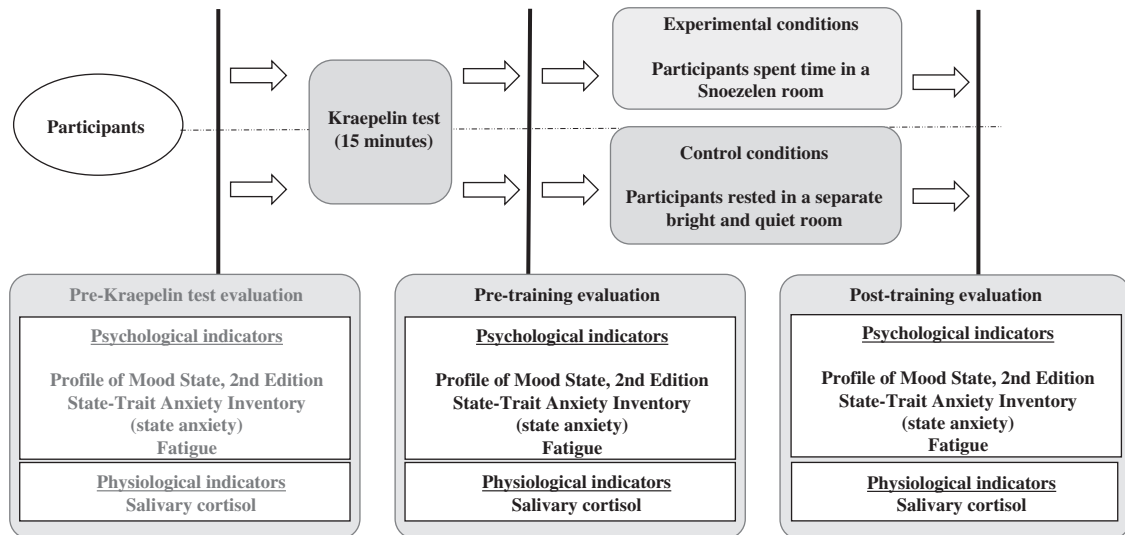 Participants
Kraepelin test
(15 minutes)
Experimental conditions
Participants spent time in a
Snoezelen room
Control conditions
Participants rested in a separate
bright and quiet room
Pre-Kraepelin test evaluation
Psychological indicators
Profile of Mood State, 2nd Edition
State-Trait Anxiety Inventory
(state anxiety)
Fatigue
Physiological indicators
Salivary cortisol
Pre-training evaluation
Psychological indicators
Profile of Mood State, 2nd Edition
State-Trait Anxiety Inventory
(state anxiety)
Fatigue
Physiological indicators
Salivary cortisol
Post-training evaluation
Psychological indicators
Profile of Mood State, 2nd Edition
State-Trait Anxiety Inventory
(state anxiety)
Fatigue
Physiological indicators
Salivary cortisol